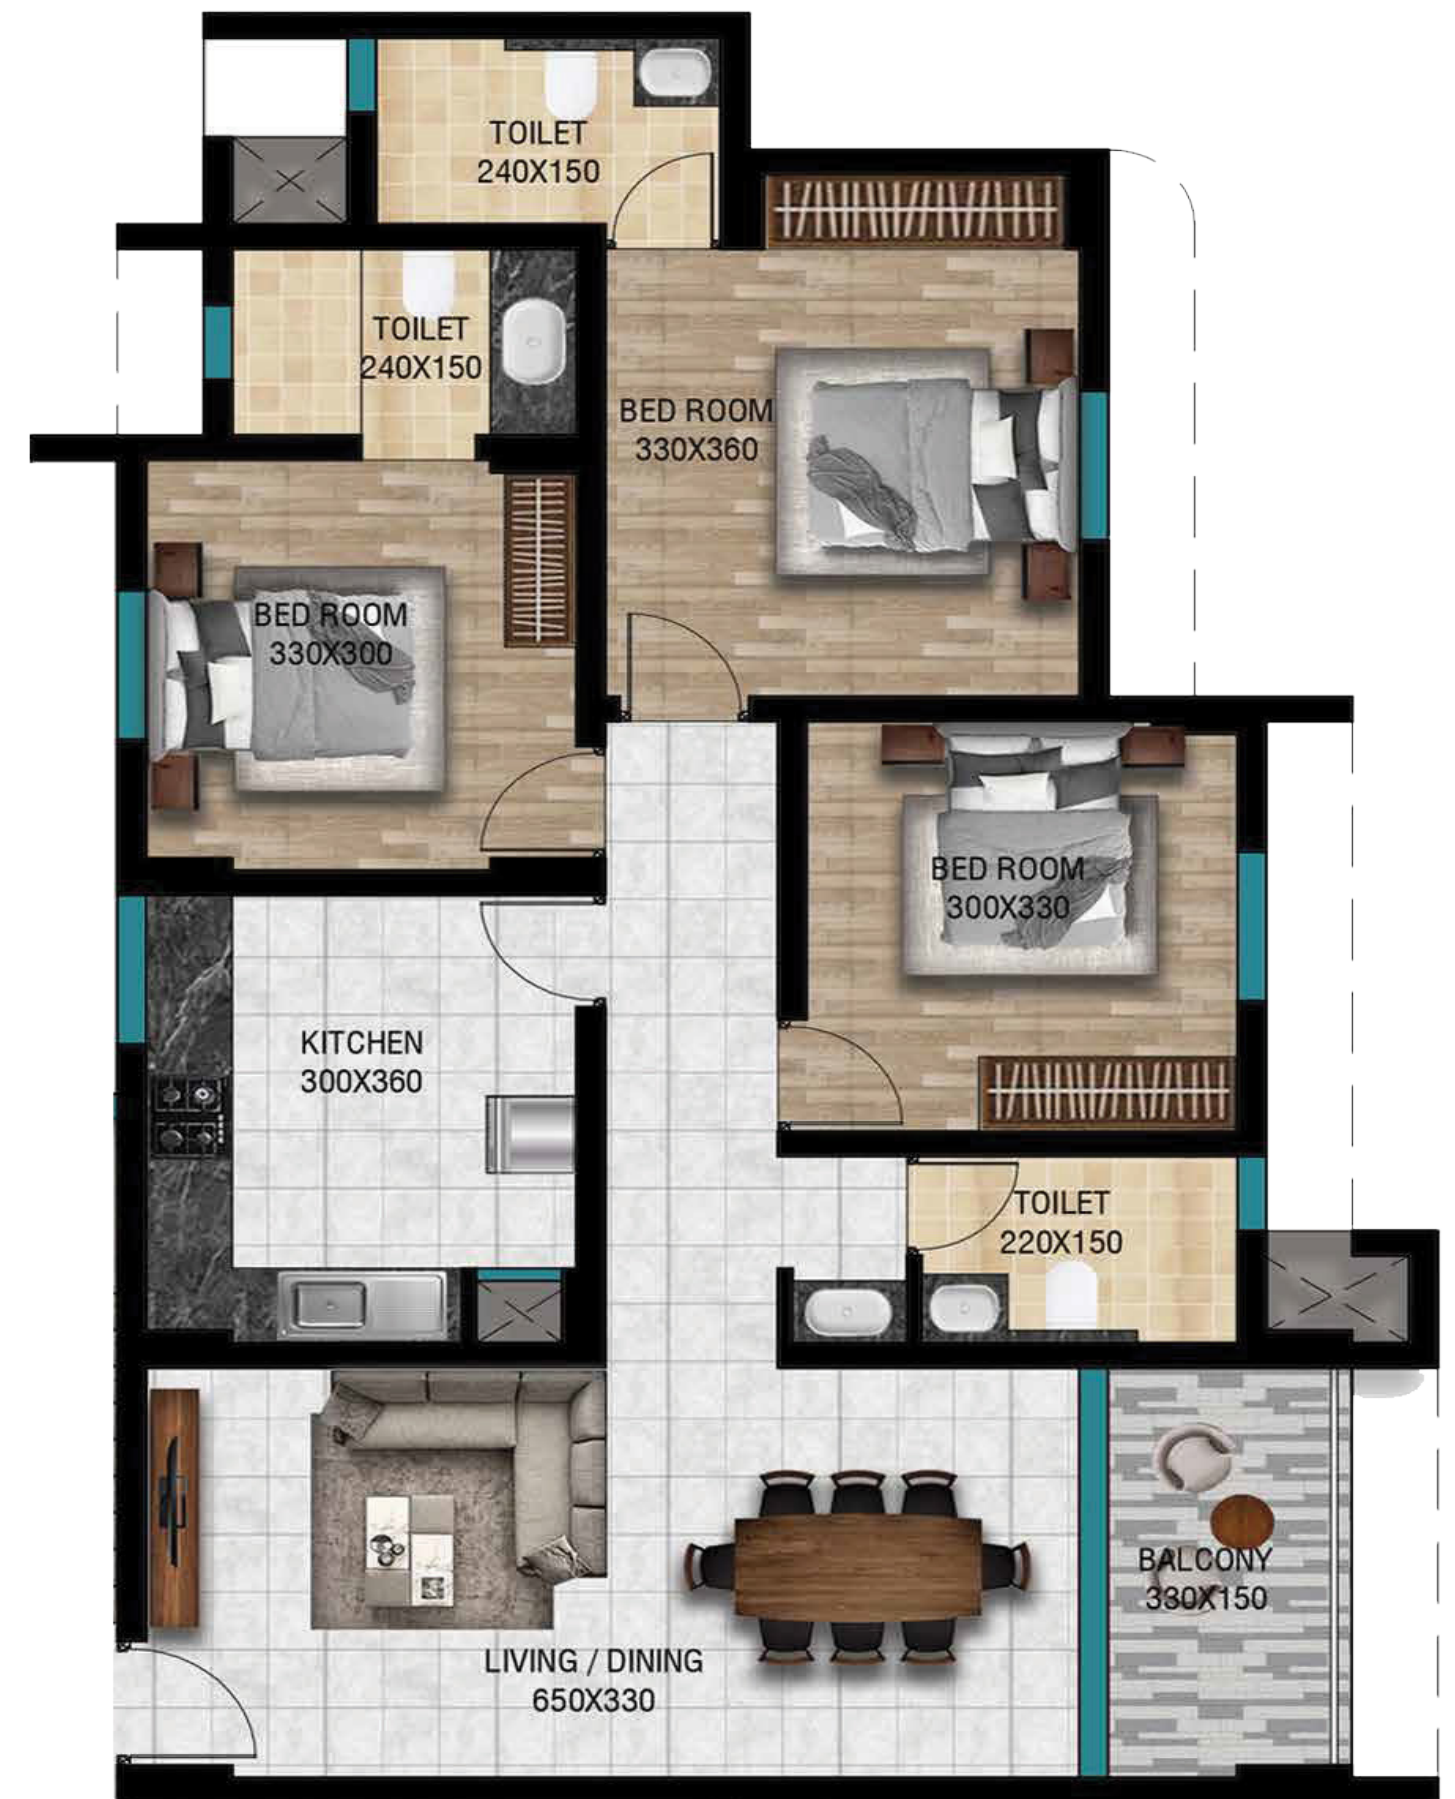 TOILET
240X150
TOILET
240X150
BED ROOM
330X360
BED ROOM
330X300
BED ROOM
300X330
KITCHEN
300X360
TOILET
220X150
BALCONY
330X150
LIVING / DINING
650X330